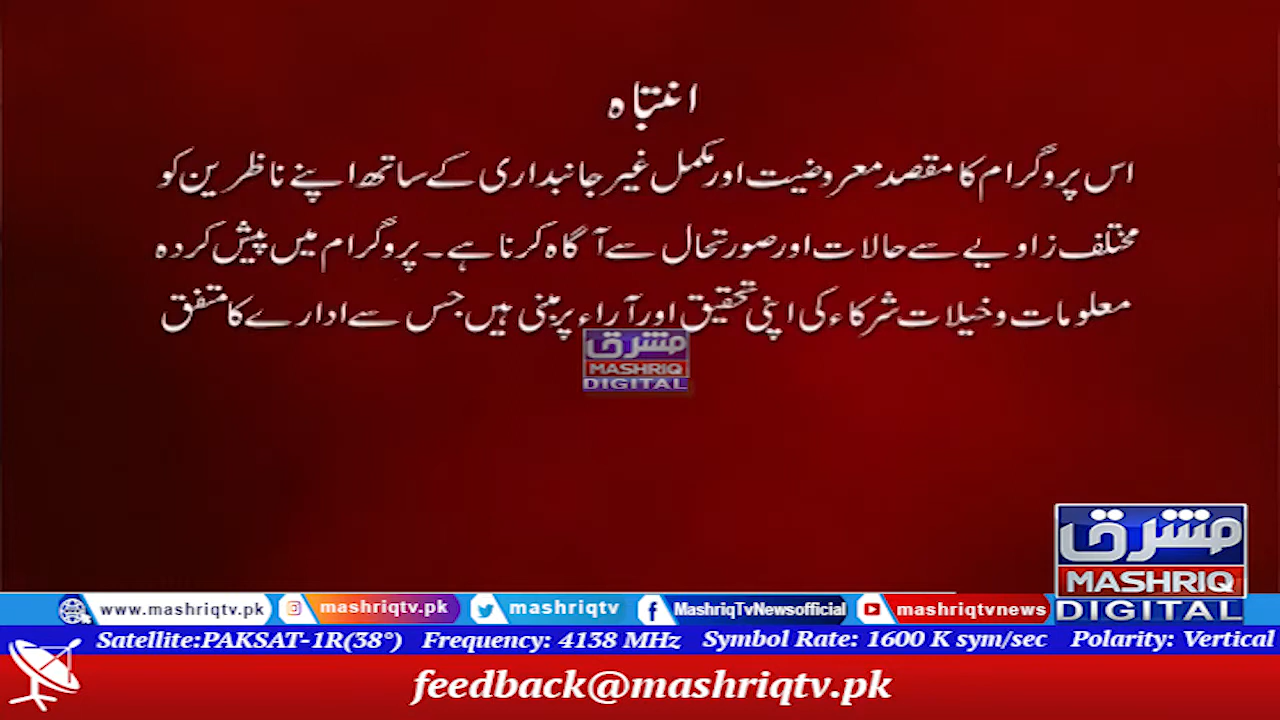 انتباہ
اس پروگرام کا مقصد معروضیت اور مکمل غیر جانبداری کے ساتھ اپنے ناظرین کو
مختلف زاویے سے حالات اور صورتحال سے آگاہ کرنا ہے۔ پروگرام میں پیش کردہ
معلومات و خیلات شرکاء کی اپنی تحقیق اور آراء پر مبنی ہیں جس سے ادارے کا متفق
مشرق
MASHRIQ
DIGITAL
مشرق
MASHRIQ
DIGITAL
www.mashriqtv.pk mashriqtv.pk mashriqtv MashriqTvNewsofficial mashriqtvnews
Satellite:PAKSAT-1R(38°) Frequency: 4138 MHz Symbol Rate: 1600 K sym/sec Polarity: Vertical
feedback@mashriqtv.pk